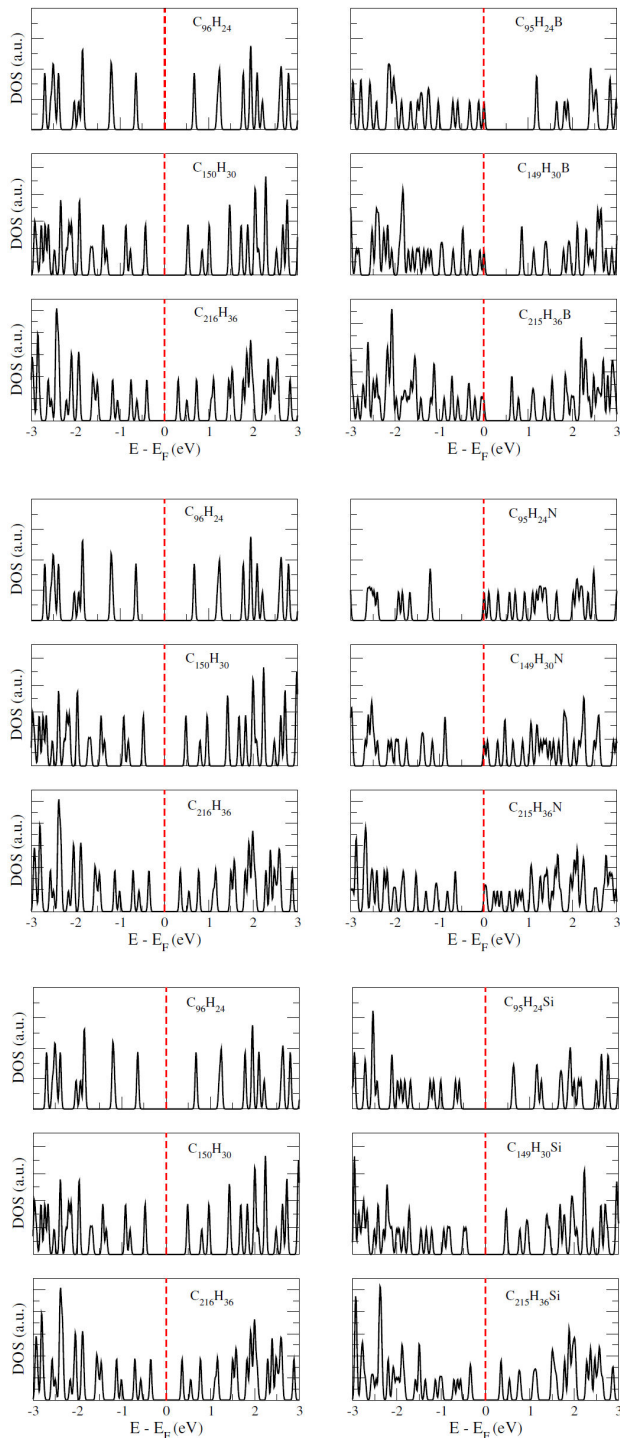 C96H24
C95H24B
DOS (a.u.)
C150H30
C149H30B
DOS (a.u.)
C216H36
C215H36B
DOS (a.u.)
-3 -2 -1 0 1 2 3
-3 -2 -1 0 1 2 3
E - EF (eV)
E - EF (eV)
C96H24
C95H24N
DOS (a.u.)
C150H30
C149H30N
DOS (a.u.)
C216H36
C215H36N
DOS (a.u.)
-3 -2 -1 0 1 2 3
-3 -2 -1 0 1 2 3
E - EF (eV)
E - EF (eV)
C96H24
C95H24Si
DOS (a.u.)
C150H30
C149H30Si
DOS (a.u.)
C216H36
C215H36Si
DOS (a.u.)
-3 -2 -1 0 1 2 3
-3 -2 -1 0 1 2 3
E - EF (eV)
E - EF (eV)